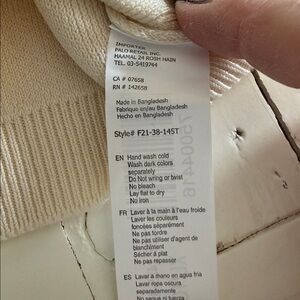 IMPORTER
PALO RETAIL INC.
HAAMAL 24 ROSH HAIN
TEL. 03-5419744
CA # 07658
RN # 142658
Made in Bangladesh
Fabriqué en/au Bangladesh
Hecho en Bangladesh
Style# F21-38-145T
EN Hand wash cold
Wash dark colors
separately
Do not wring or twist
No bleach
Lay flat to dry
No iron
FR Laver à la main à l'eau froide
Laver les couleurs
foncées séparément
Ne pas tordre
Ne pas utiliser d'agent de
blanchiment
Sécher à plat
Ne pas repasser
ES Lavar a mano en agua fria
Lavar ropa oscura
separadamente